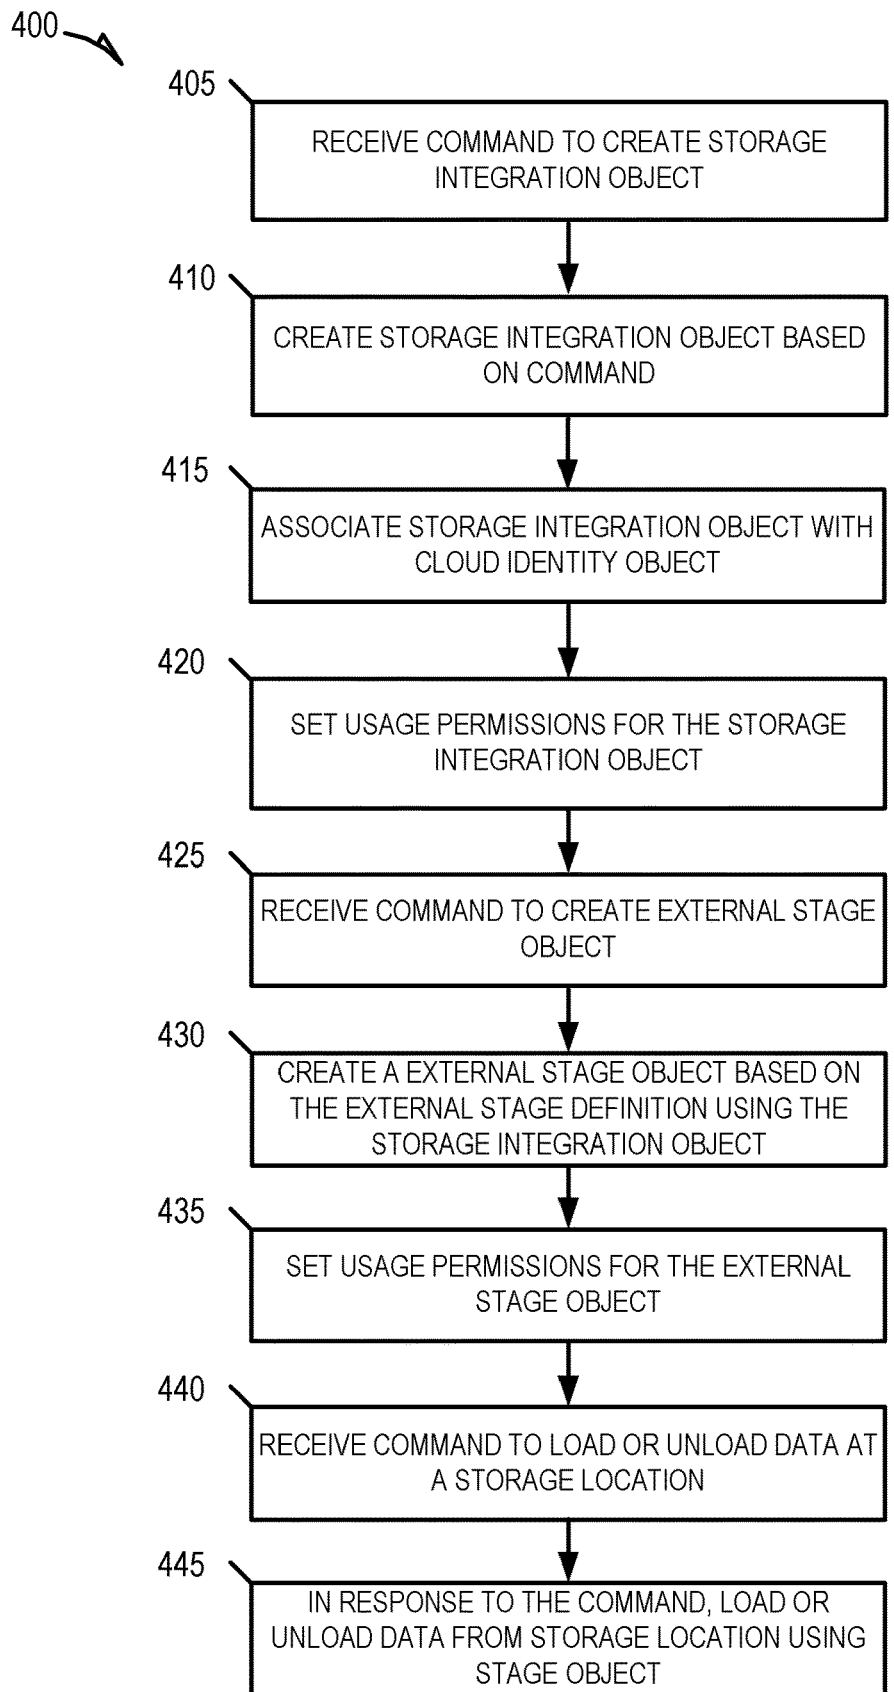 400
405
RECEIVE COMMAND TO CREATE STORAGE
INTEGRATION OBJECT
410
CREATE STORAGE INTEGRATION OBJECT BASED
ON COMMAND
415
ASSOCIATE STORAGE INTEGRATION OBJECT WITH
CLOUD IDENTITY OBJECT
420
SET USAGE PERMISSIONS FOR THE STORAGE
INTEGRATION OBJECT
425
RECEIVE COMMAND TO CREATE EXTERNAL STAGE
OBJECT
430
CREATE A EXTERNAL STAGE OBJECT BASED ON
THE EXTERNAL STAGE DEFINITION USING THE
STORAGE INTEGRATION OBJECT
435
SET USAGE PERMISSIONS FOR THE EXTERNAL
STAGE OBJECT
440
RECEIVE COMMAND TO LOAD OR UNLOAD DATA AT
A STORAGE LOCATION
445
IN RESPONSE TO THE COMMAND, LOAD OR
UNLOAD DATA FROM STORAGE LOCATION USING
STAGE OBJECT